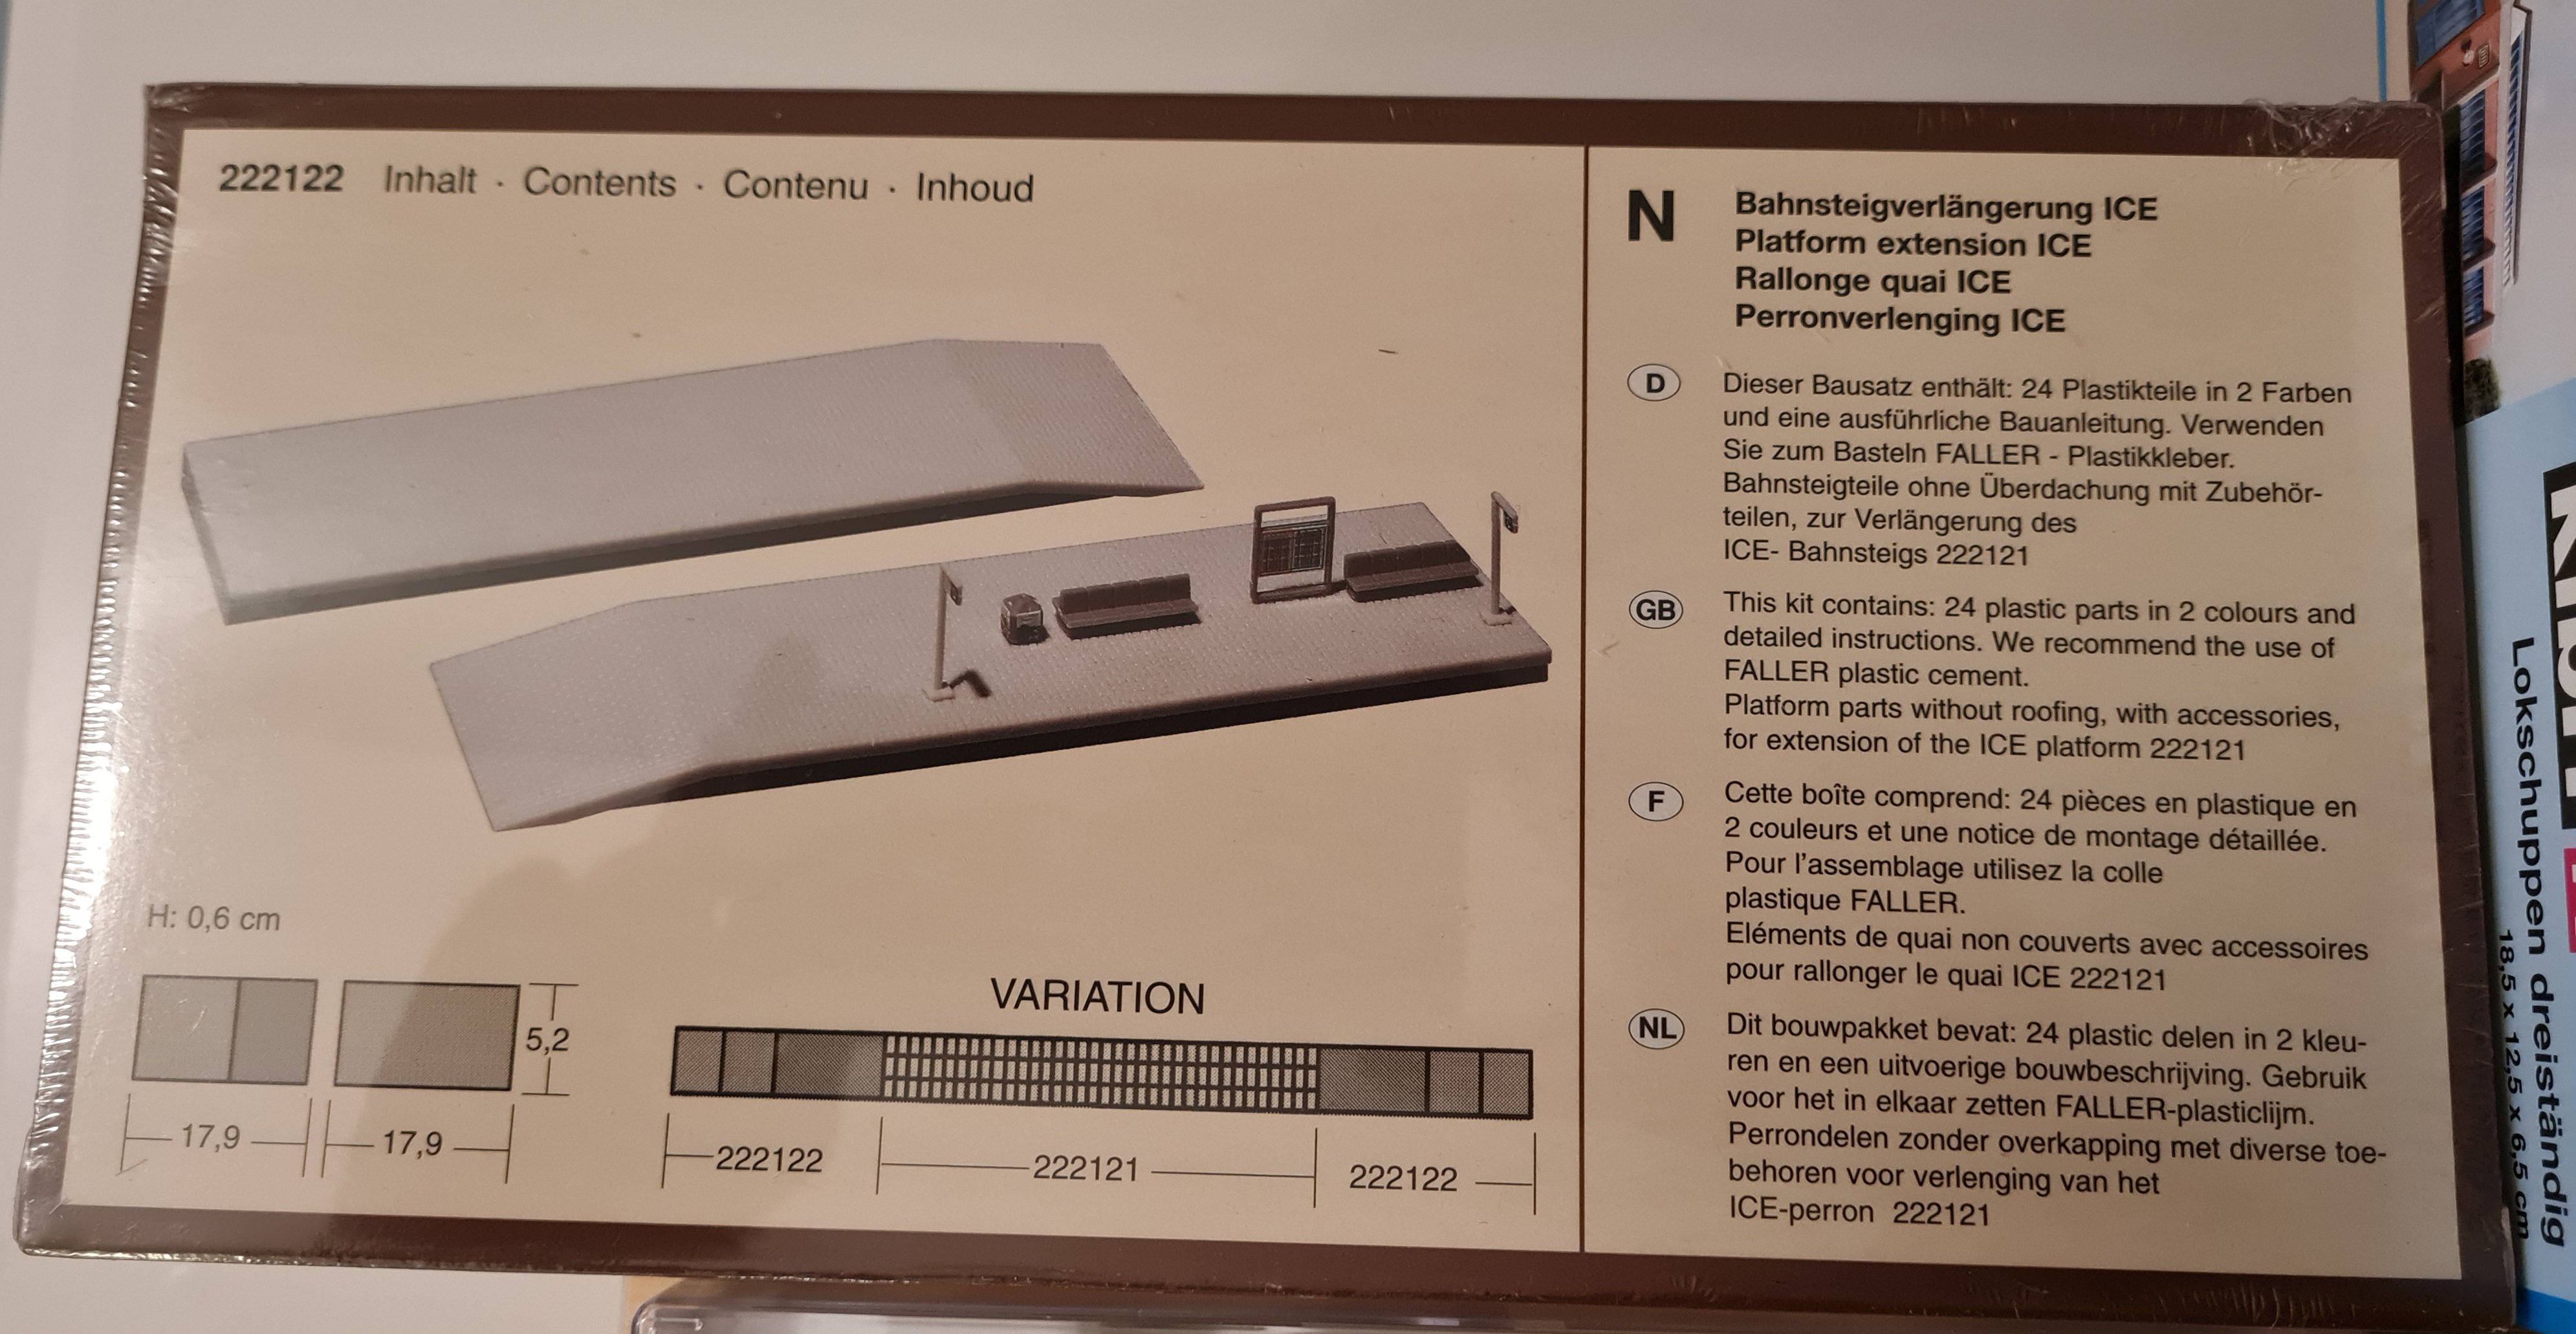 222122 Inhalt · Contents · Contenu · Inhoud
H: 0,6 cm
5,2
17,9
17,9
VARIATION
222122
222121
222122
N
Bahnsteigverlängerung ICE
Platform extension ICE
Rallonge quai ICE
Perronverlenging ICE
D
Dieser Bausatz enthält: 24 Plastikteile in 2 Farben
und eine ausführliche Bauanleitung. Verwenden
Sie zum Basteln FALLER - Plastikkleber.
Bahnsteigteile ohne Überdachung mit Zubehör-
teilen, zur Verlängerung des
ICE- Bahnsteigs 222121
GB
This kit contains: 24 plastic parts in 2 colours and
detailed instructions. We recommend the use of
FALLER plastic cement.
Platform parts without roofing, with accessories,
for extension of the ICE platform 222121
F
Cette boîte comprend: 24 pièces en plastique en
2 couleurs et une notice de montage détaillée.
Pour l'assemblage utilisez la colle
plastique FALLER.
Eléments de quai non couverts avec accessoires
pour rallonger le quai ICE 222121
NL
Dit bouwpakket bevat: 24 plastic delen in 2 kleu-
ren en een uitvoerige bouwbeschrijving. Gebruik
voor het in elkaar zetten FALLER-plasticlijm.
Perrondelen zonder overkapping met diverse toe-
behoren voor verlenging van het
ICE-perron 222121
Lokschuppen dreiständig
18,5 x 12,5 x 6,5 cm